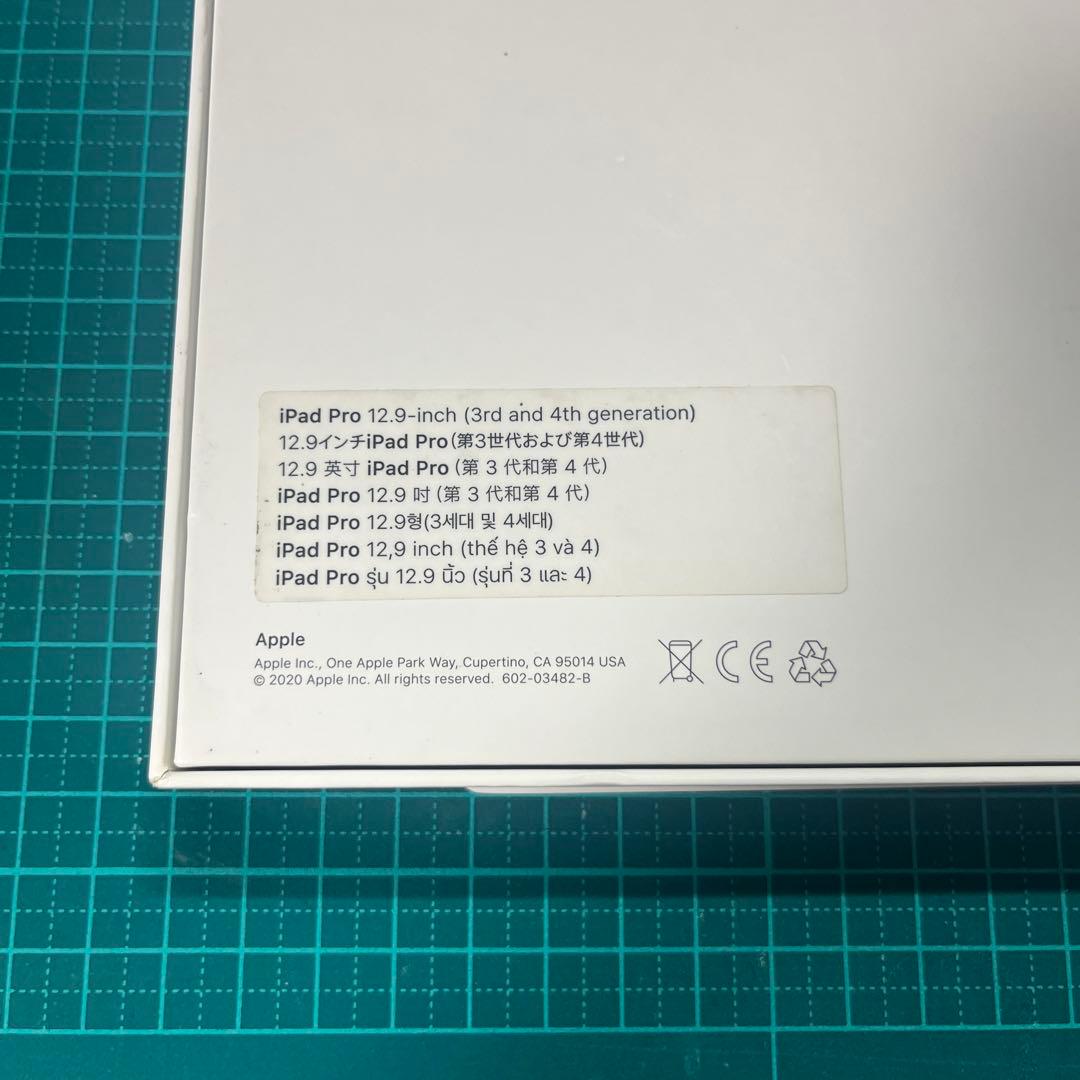 iPad Pro 12.9-inch (3rd and 4th generation)
12.9インチiPad Pro(第3世代および第4世代)
12.9 英寸 iPad Pro (第 3 代和第 4 代)
iPad Pro 12.9 吋 (第 3 代和第 4 代)
iPad Pro 12.9형(3세대 및 4세대)
iPad Pro 12,9 inch (thế hệ 3 và 4)
iPad Pro รุ่น 12.9 นิ้ว (รุ่นที่ 3 และ 4)
Apple
Apple Inc., One Apple Park Way, Cupertino, CA 95014 USA
© 2020 Apple Inc. All rights reserved. 602-03482-B
CE